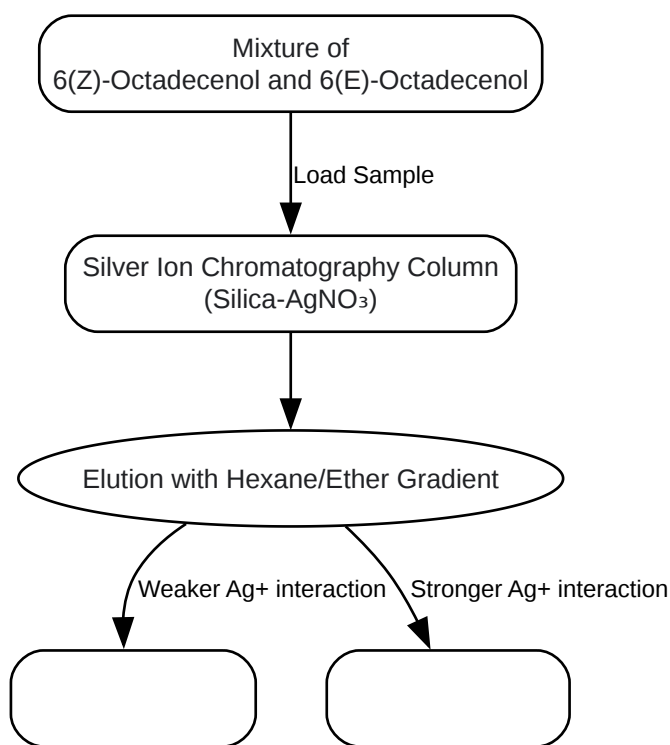 Mixture of
6(Z)-Octadecenol and 6(E)-Octadecenol
Load Sample
Silver Ion Chromatography Column
(Silica-AgNO₃)
Elution with Hexane/Ether Gradient
Weaker Ag+ interaction
Stronger Ag+ interaction